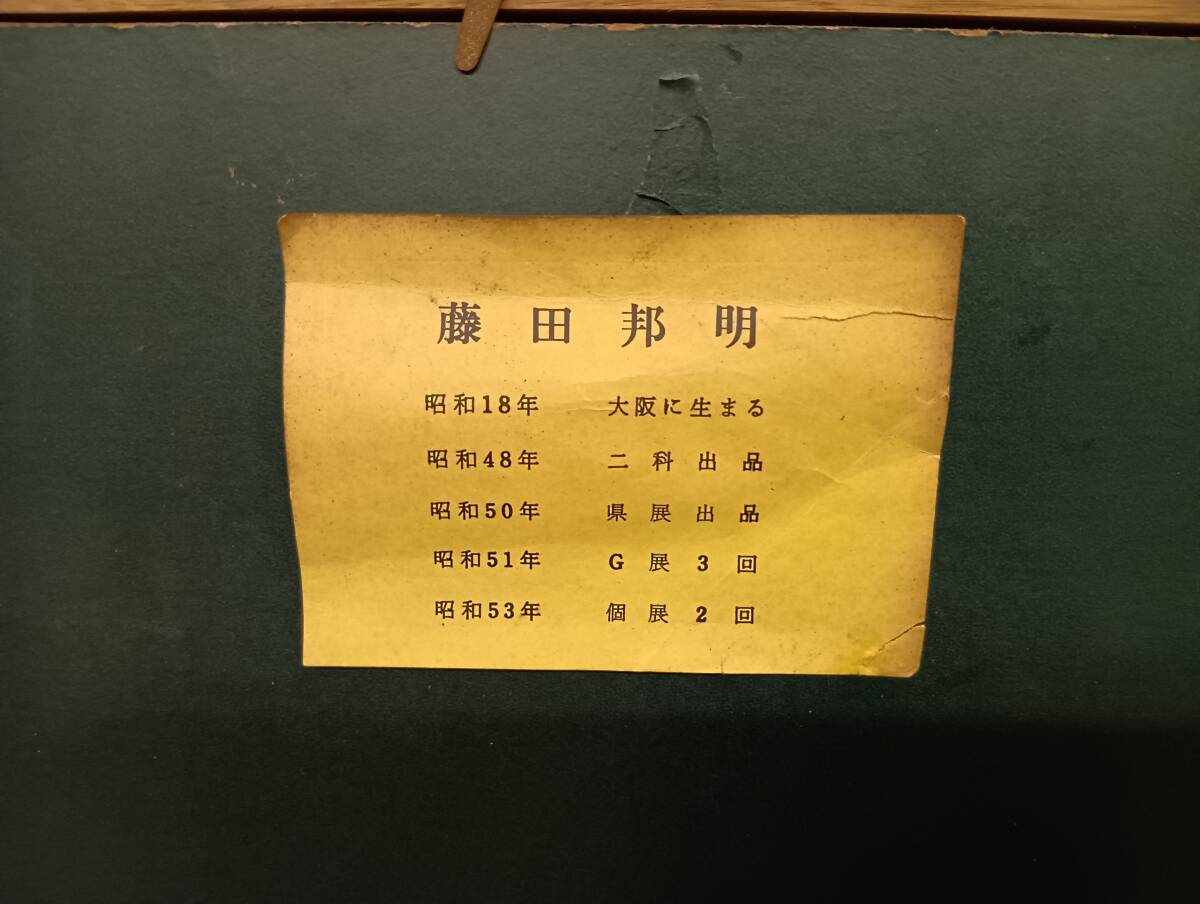 藤田邦明
昭和18年 大阪に生まる
昭和48年 二科出品
昭和50年 県展出品
昭和51年 G展3回
昭和53年 個展2回